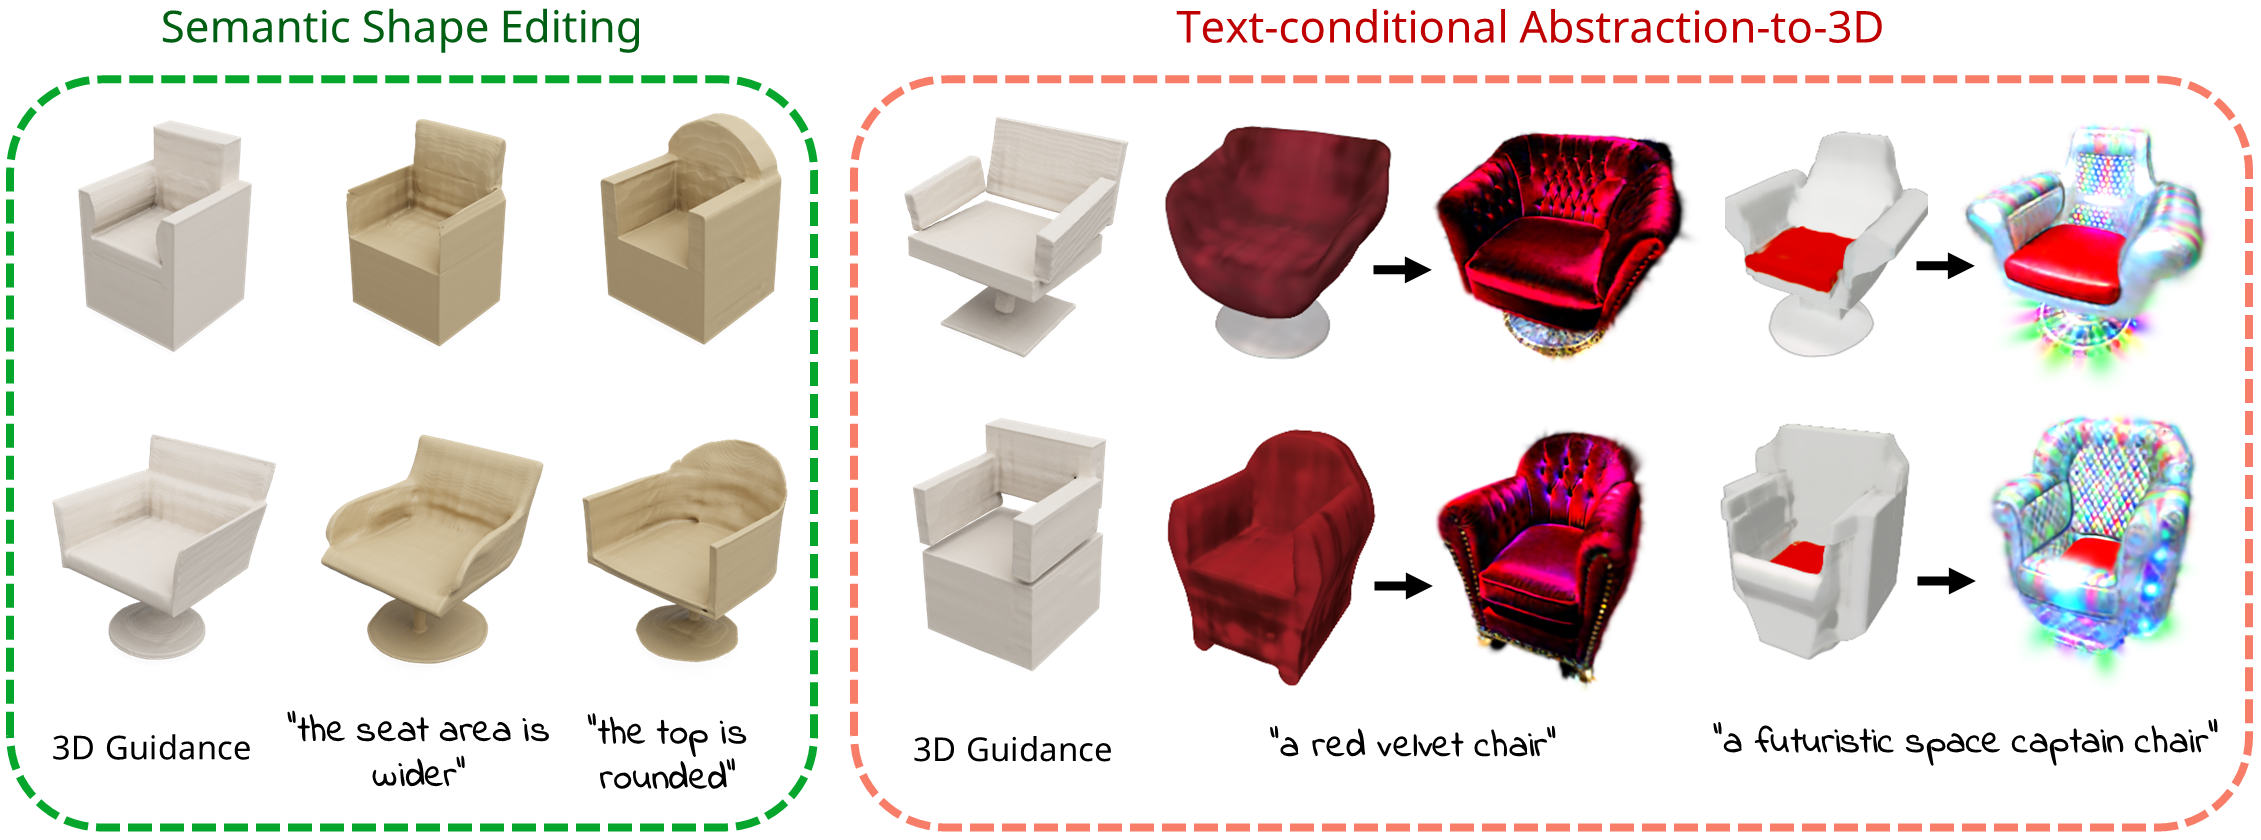 Semantic Shape Editing
Text-conditional Abstraction-to-3D
3D Guidance
"the seat area is
wider"
"the top is
rounded"
3D Guidance
"a red velvet chair"
"a futuristic space captain chair"